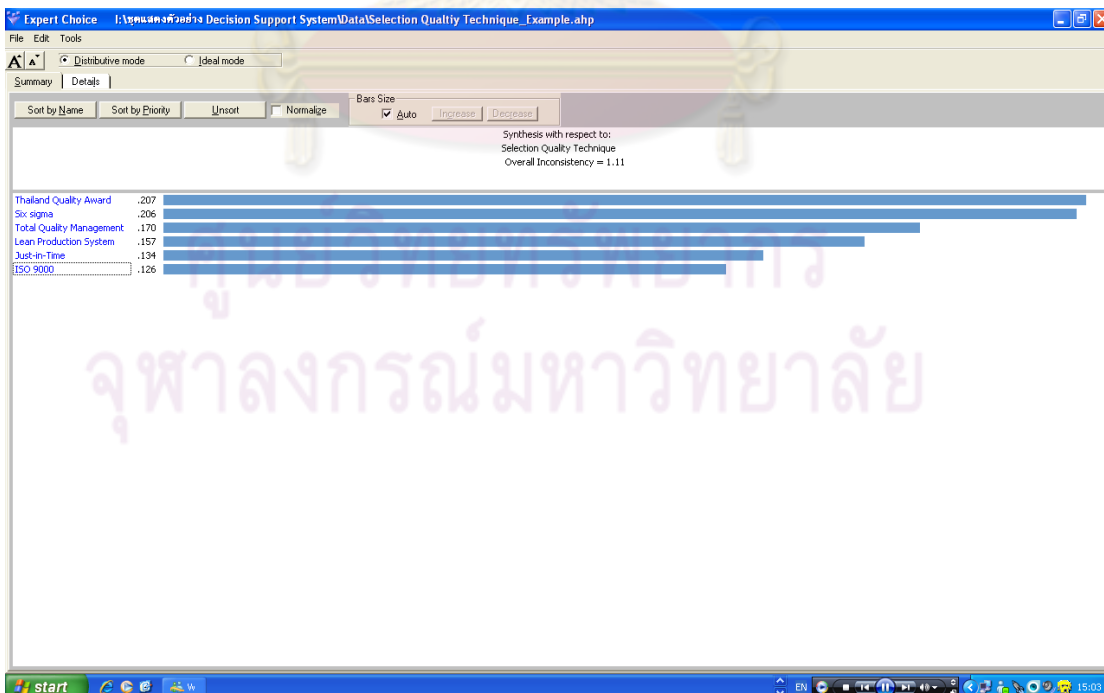 Expert Choice I:\ชุดแสดงตัวอย่าง Decision Support System\Data\Selection Qualtiy Technique_Example.ahp
File Edit Tools
Distributive mode Ideal mode
Summary Details
Sort by Name Sort by Priority Unsort Normalize Bars Size Auto Increase Decrease
Synthesis with respect to:
Selection Quality Technique
Overall Inconsistency = 1.11
Thailand Quality Award .207
Six sigma .206
Total Quality Management .170
Lean Production System .157
Just-in-Time .134
ISO 9000 .126
ศูนย์วิทยทรัพยากร
จุฬาลงกรณ์มหาวิทยาลัย
start W EN 15:03